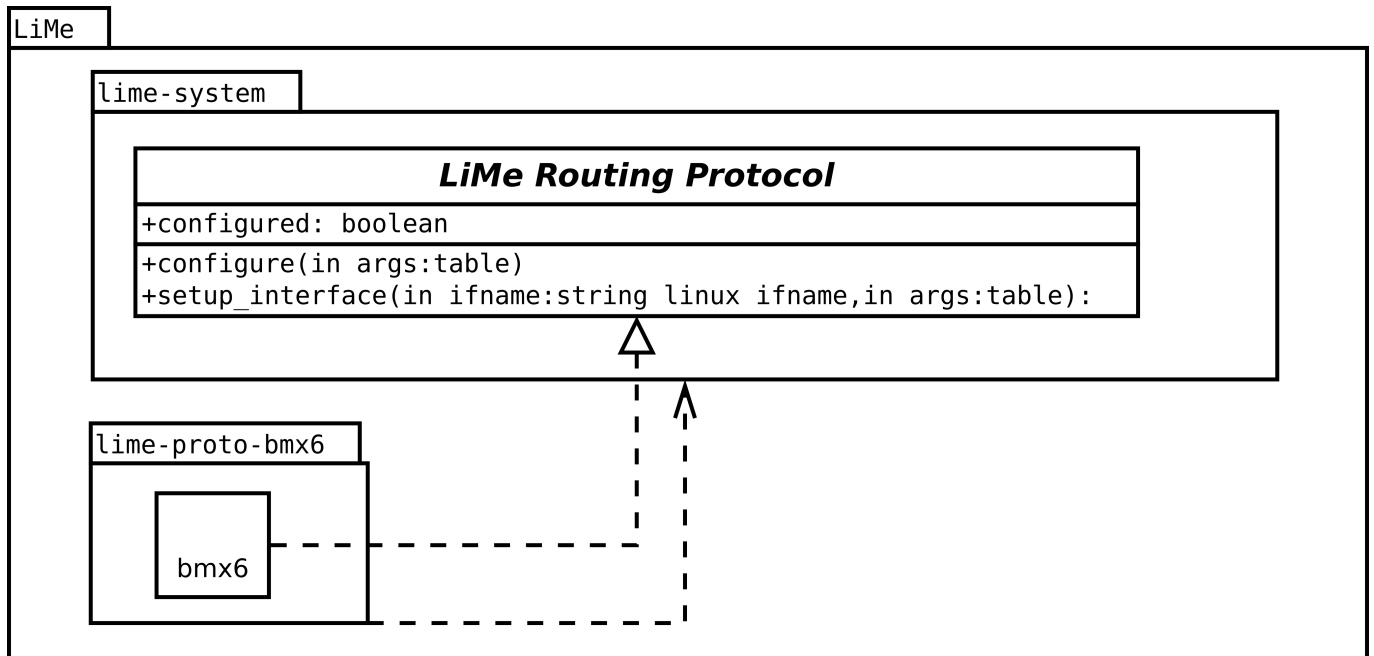 LiMe
lime-system
LiMe Routing Protocol
+configured: boolean
+configure(in args:table)
+setup_interface(in ifname:string linux ifname,in args:table):
lime-proto-bmx6
bmx6